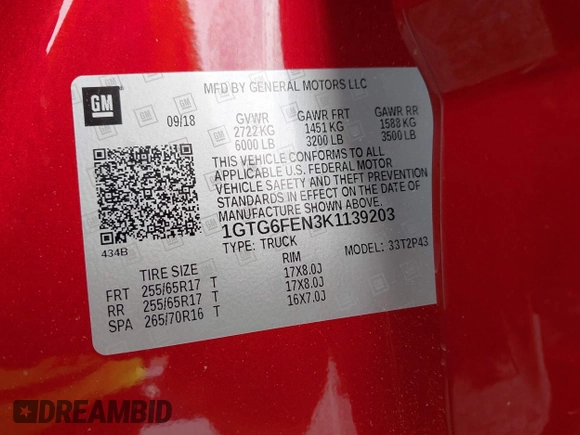 MFD BY GENERAL MOTORS LLC
GM
09/18
GVWR GAWR FRT GAWR RR
2722 KG 1451 KG 1588 KG
6000 LB 3200 LB 3500 LB
THIS VEHICLE CONFORMS TO ALL
APPLICABLE U.S. FEDERAL MOTOR
VEHICLE SAFETY AND THEFT PREVENTION
STANDARDS IN EFFECT ON THE DATE OF
MANUFACTURE SHOWN ABOVE.
1GTG6FEN3K1139203
TYPE: TRUCK MODEL: 33T2P43
434B
TIRE SIZE RIM
FRT 255/65R17 T 17X8.0J
RR 255/65R17 T 17X8.0J
SPA 265/70R16 T 16X7.0J
DREAMBID